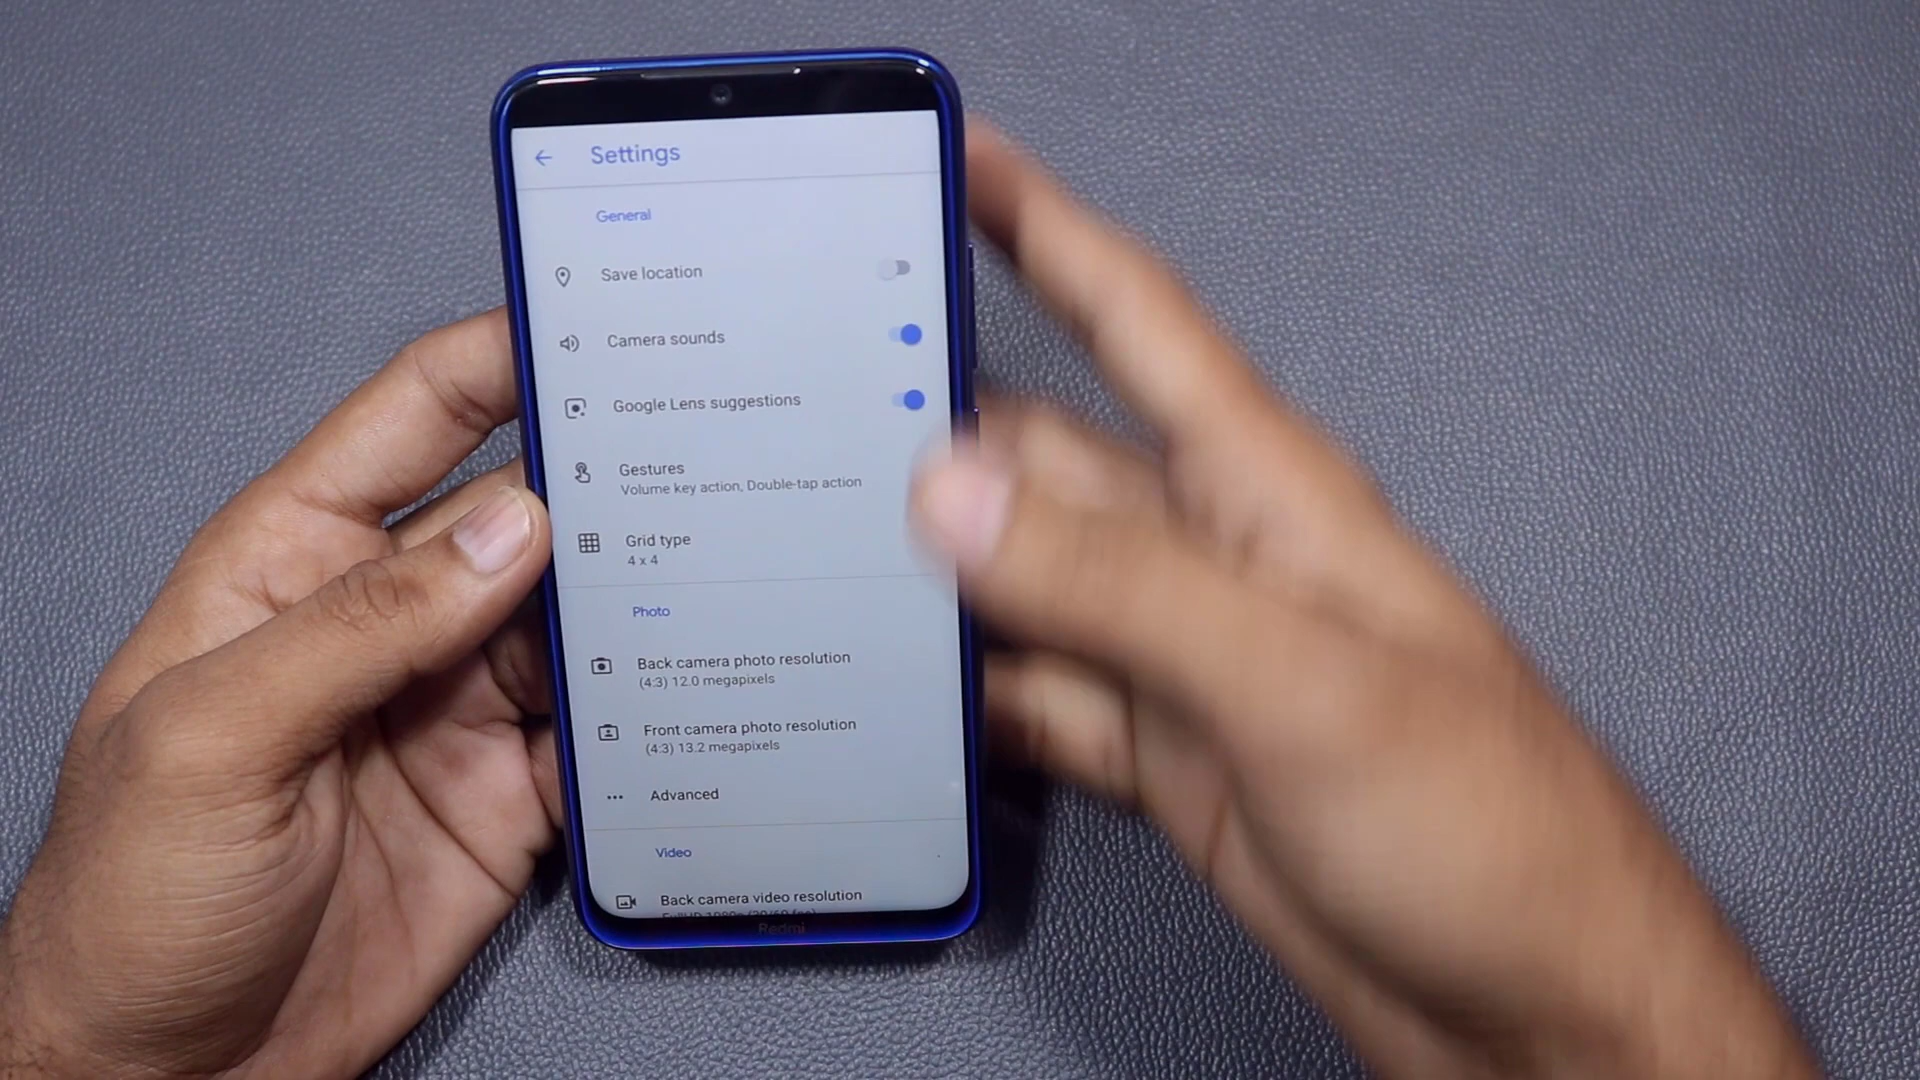 Settings
General
Save location
Camera sounds
Google Lens suggestions
Gestures
Volume key action, Double-tap action
Grid type
4 x 4
Photo
Back camera photo resolution
(4:3) 12.0 megapixels
Front camera photo resolution
(4:3) 13.2 megapixels
Advanced
Video
Back camera video resolution
Redmi